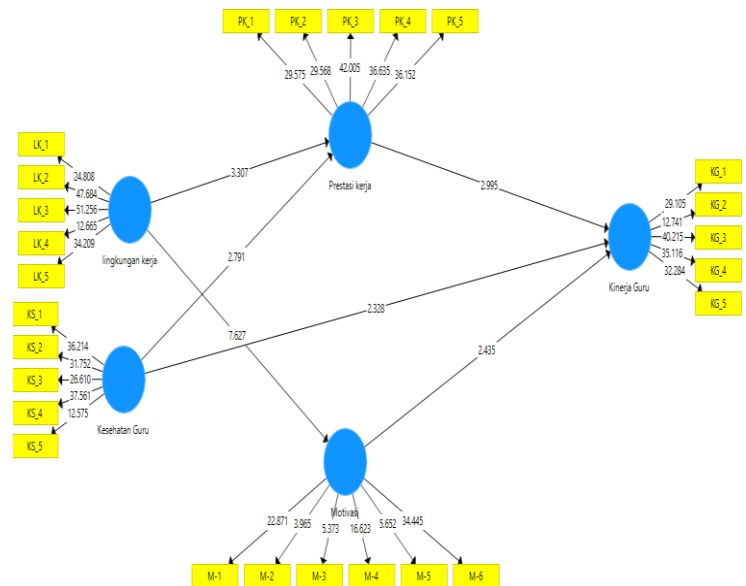 PK_1 PK_2 PK_3 PK_4 PK_5
29.575 29.568 42.005 36.635 36.152
Prestasi kerja
LK_1
LK_2
LK_3
LK_4
LK_5
24.808
47.684
51.256
12.665
34.209
lingkungan kerja
3.307
2.995
2.791
2.328
7.627
2.435
KG_1
KG_2
KG_3
KG_4
KG_5
29.105
12.741
40.215
35.116
32.284
Kinerja Guru
KS_1
KS_2
KS_3
KS_4
KS_5
36.214
31.752
26.610
37.561
12.575
Kesehatan Guru
Motivasi
22.871 3.965 5.373 16.623 5.652 34.445
M-1 M-2 M-3 M-4 M-5 M-6